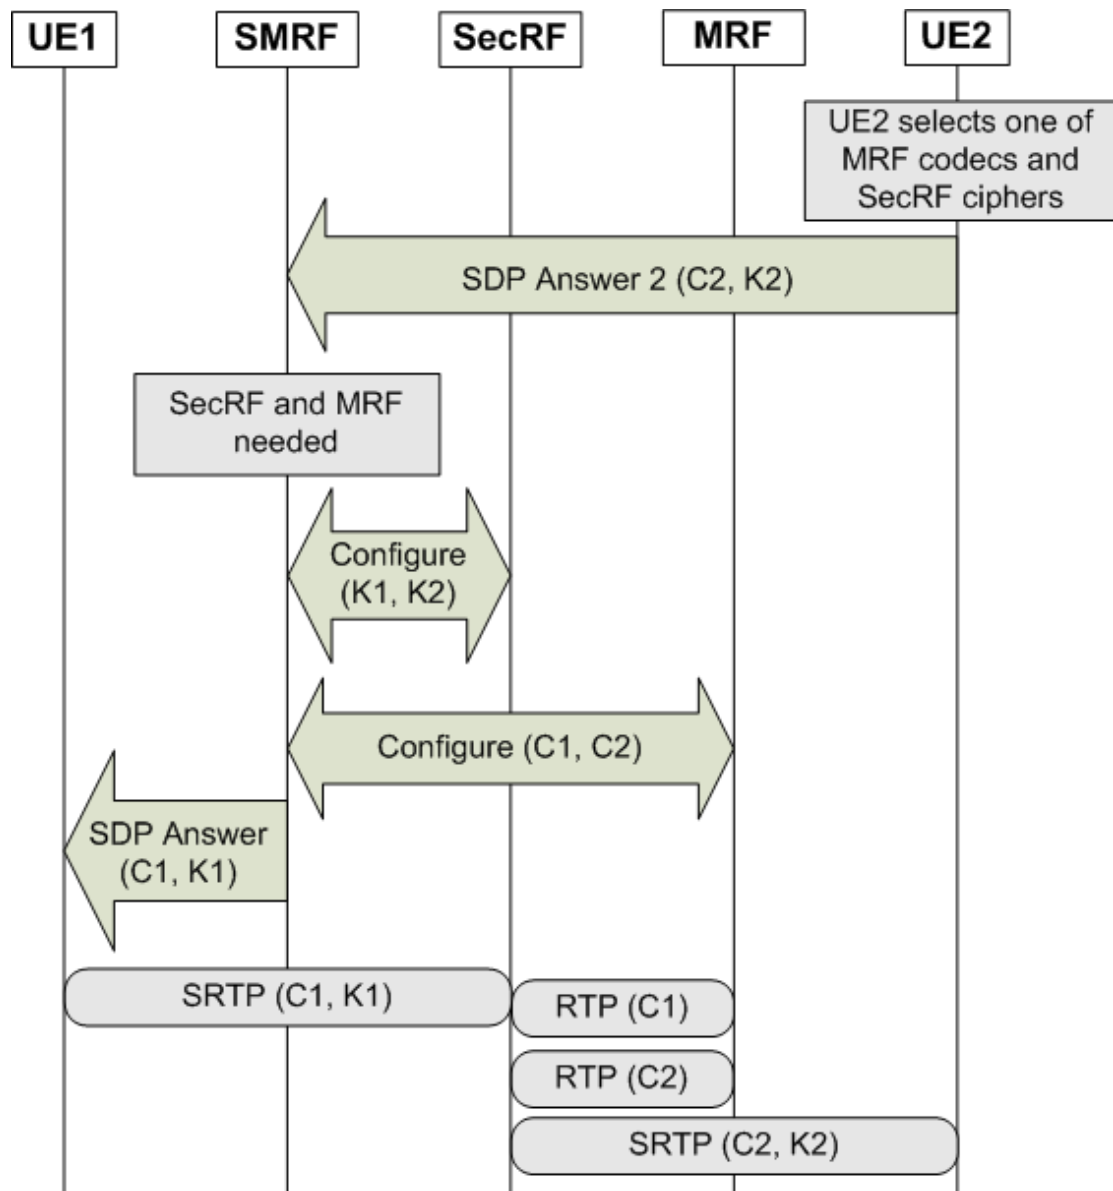 UE1
SMRF
SecRF
MRF
UE2
UE2 selects one of
MRF codecs and
SecRF ciphers
SDP Answer 2 (C2, K2)
SecRF and MRF
needed
Configure
(K1, K2)
Configure (C1, C2)
SDP Answer
(C1, K1)
SRTP (C1, K1)
RTP (C1)
RTP (C2)
SRTP (C2, K2)